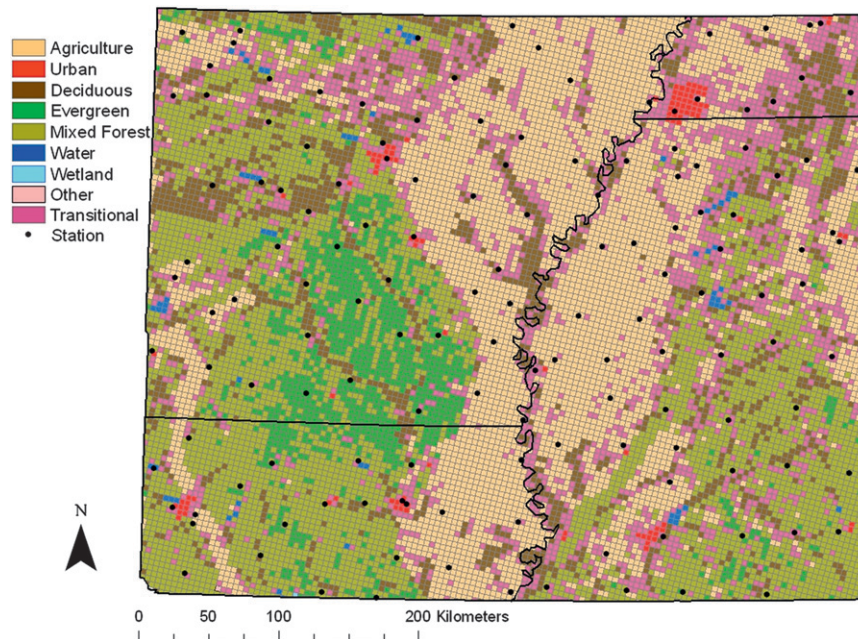 Agriculture
Urban
Deciduous
Evergreen
Mixed Forest
Water
Wetland
Other
Transitional
Station
N
0 50 100 200 Kilometers